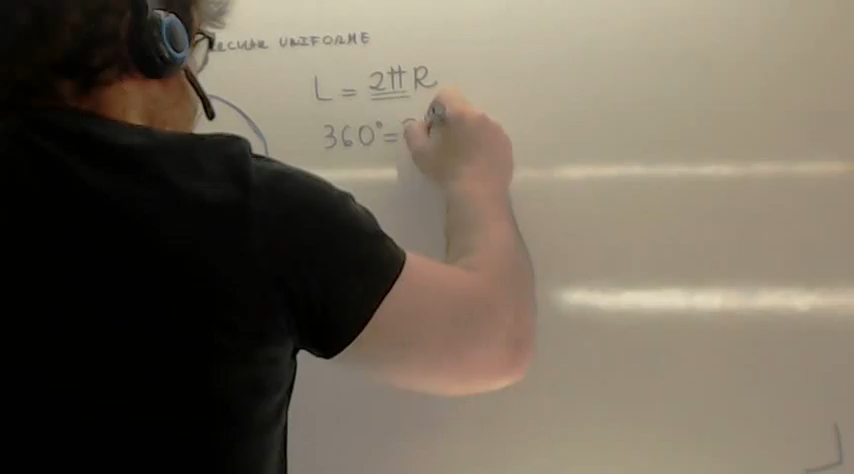 UNIFORME
L = 2π R
360° =